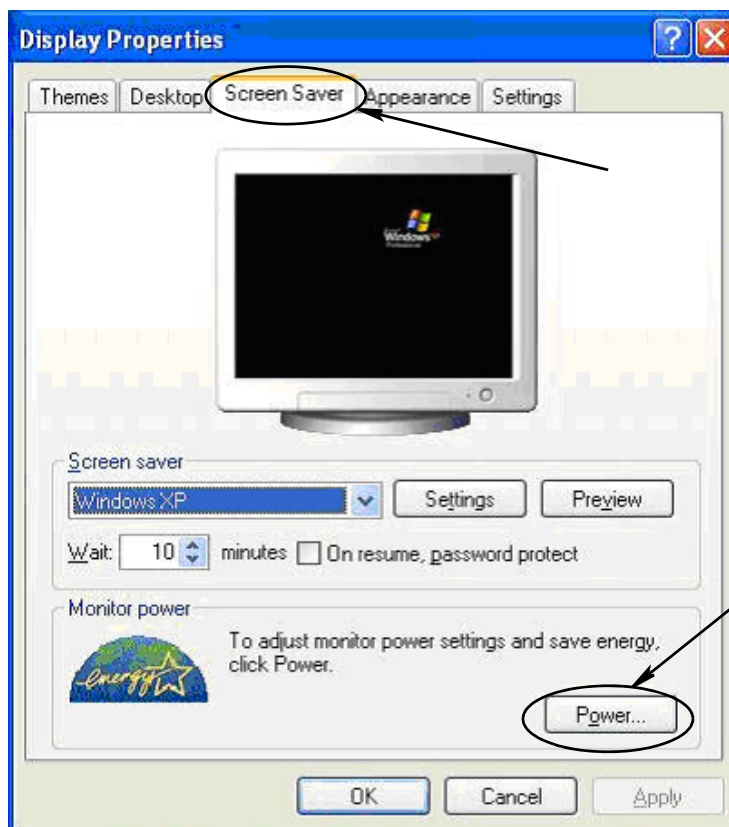 Display Properties
Themes Desktop Screen Saver Appearance Settings
Windows xp
Screen saver
Windows XP Settings Preview
Wait: 10 minutes On resume, password protect
Monitor power
To adjust monitor power settings and save energy,
click Power.
energy
Power...
OK Cancel Apply